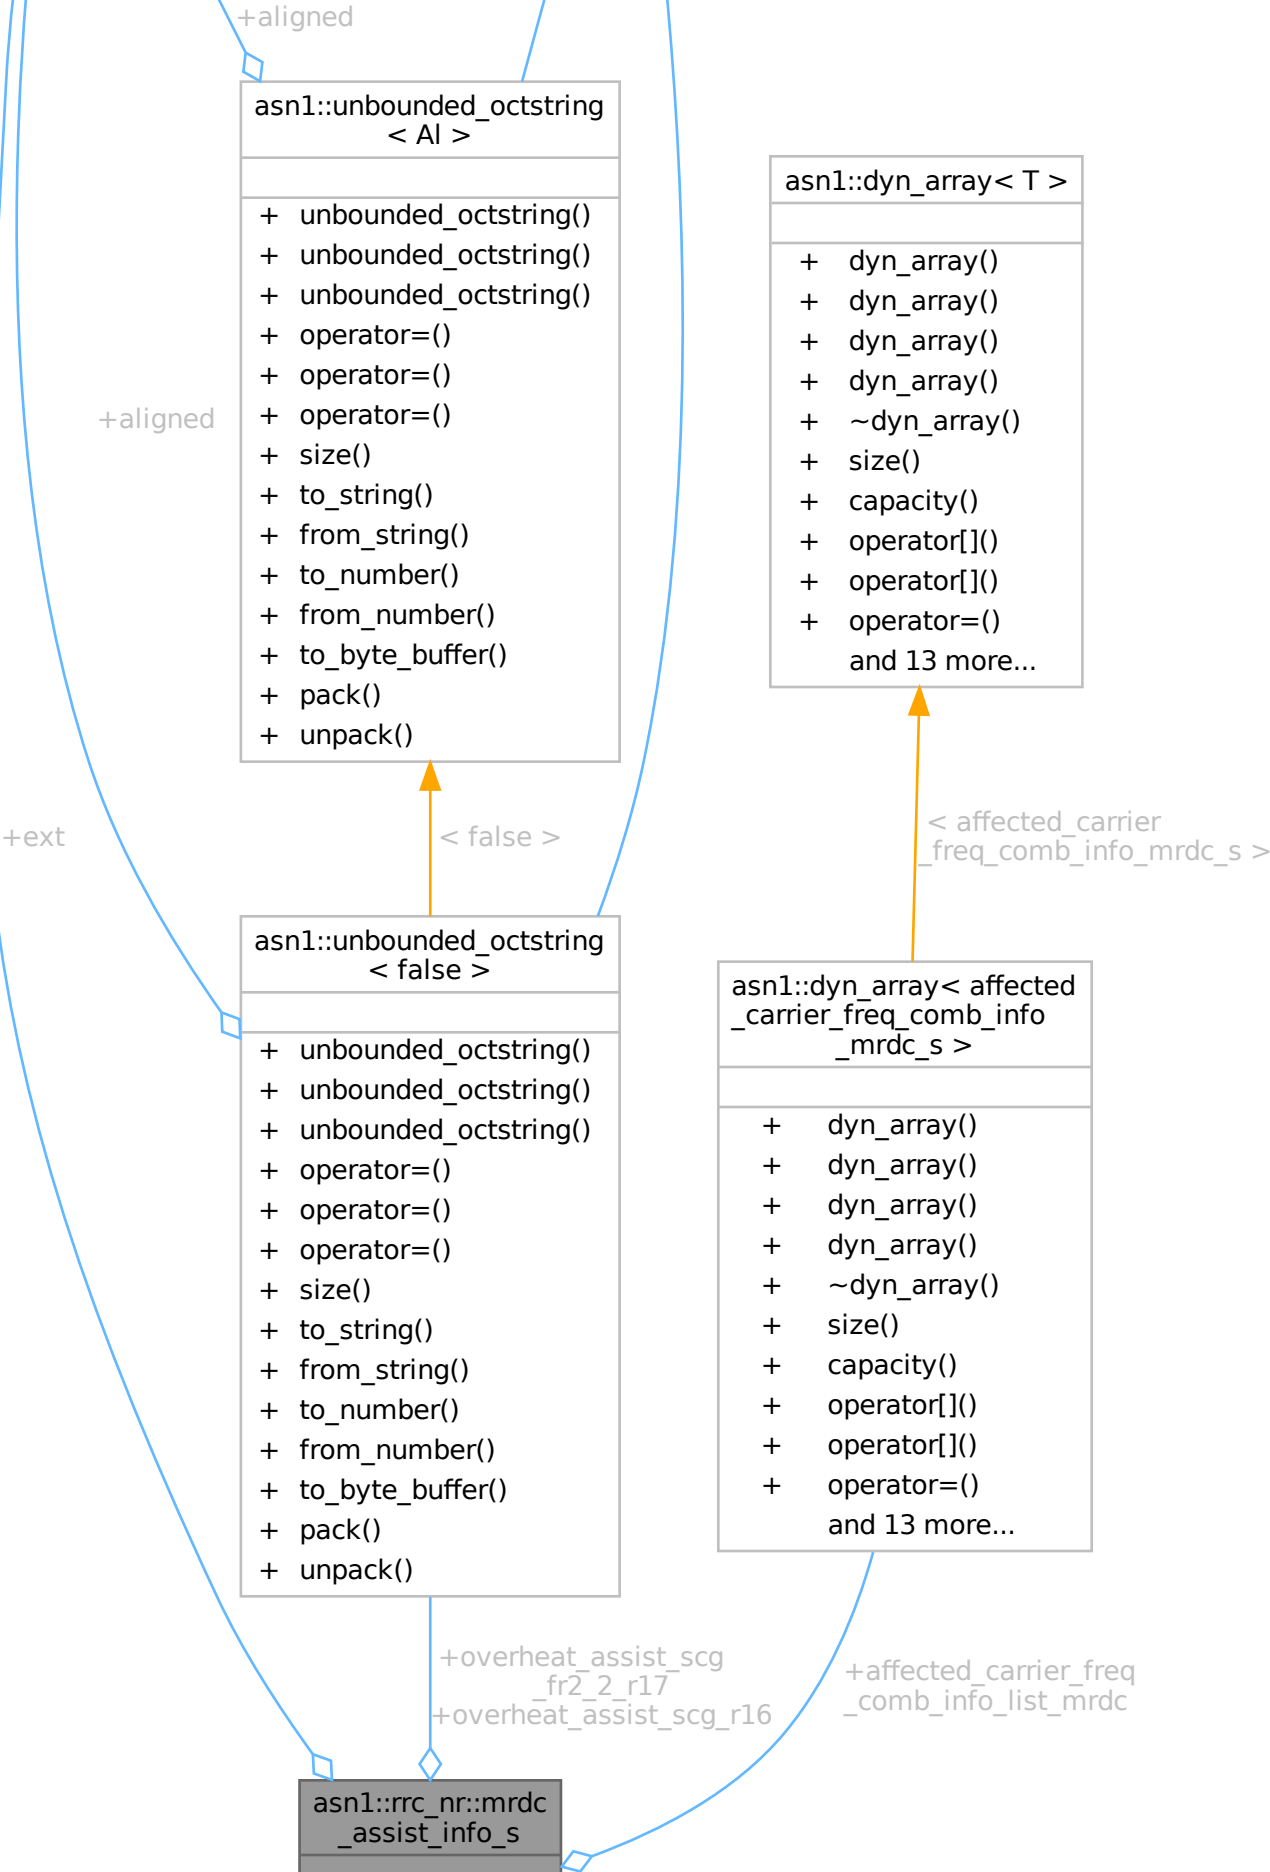 +aligned
asn1::unbounded_octstring
< Al >
+ unbounded_octstring()
+ unbounded_octstring()
+ unbounded_octstring()
+ operator=()
+ operator=()
+ operator=()
+ size()
+ to_string()
+ from_string()
+ to_number()
+ from_number()
+ to_byte_buffer()
+ pack()
+ unpack()
asn1::dyn_array< T >
+ dyn_array()
+ dyn_array()
+ dyn_array()
+ dyn_array()
+ ~dyn_array()
+ size()
+ capacity()
+ operator[]()
+ operator[]()
+ operator=()
and 13 more...
+aligned
+ext
< false >
< affected_carrier
_freq_comb_info_mrdc_s >
asn1::unbounded_octstring
< false >
+ unbounded_octstring()
+ unbounded_octstring()
+ unbounded_octstring()
+ operator=()
+ operator=()
+ operator=()
+ size()
+ to_string()
+ from_string()
+ to_number()
+ from_number()
+ to_byte_buffer()
+ pack()
+ unpack()
asn1::dyn_array< affected
_carrier_freq_comb_info
_mrdc_s >
+ dyn_array()
+ dyn_array()
+ dyn_array()
+ dyn_array()
+ ~dyn_array()
+ size()
+ capacity()
+ operator[]()
+ operator[]()
+ operator=()
and 13 more...
+overheat_assist_scg
_fr2_2_r17
+overheat_assist_scg_r16
+affected_carrier_freq
_comb_info_list_mrdc
asn1::rrc_nr::mrdc
_assist_info_s